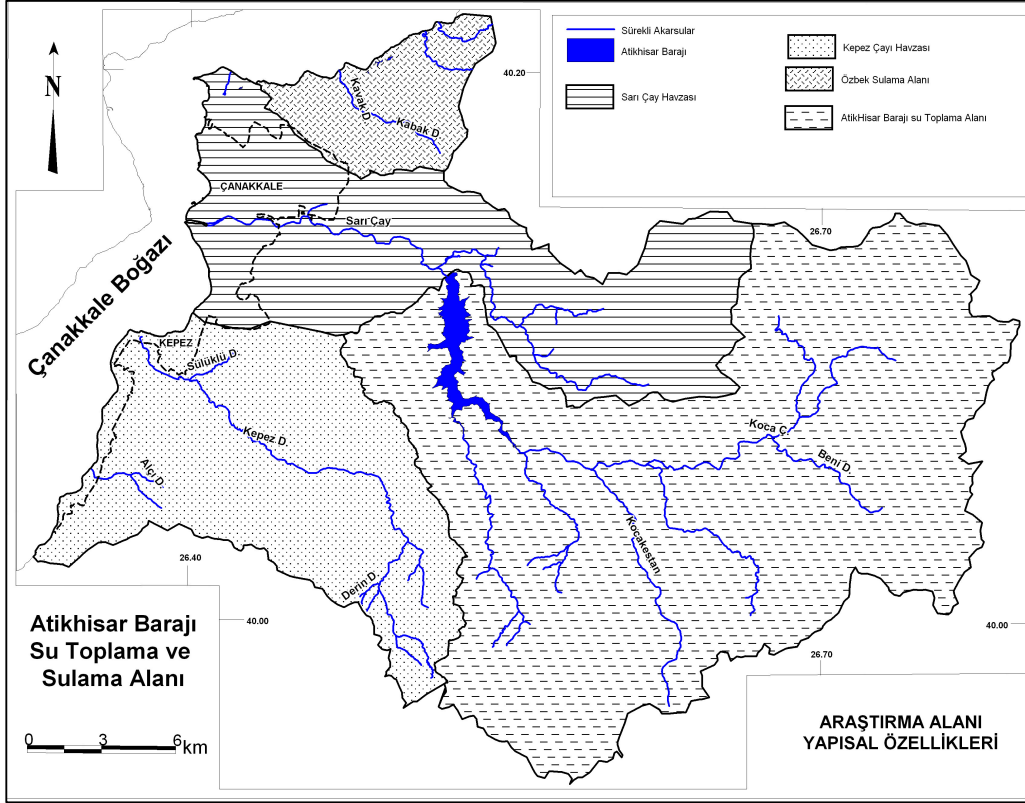 40.20
Sürekli Akarsular
Atikhisar Barajı
Sarı Çay Havzası
Kepez Çayı Havzası
Özbek Sulama Alanı
AtikHisar Barajı su Toplama Alanı
N
Kavak D.
Kabak D
ÇANAKKALE
Sarı Çay
26.70
Çanakkale Boğazı
KEPEZ
Sülüklü D.
Kepez D.
Alçı D.
Koca Ç.
Beni D.
Kocakestan
Derin D.
26.40
40.00
40.00
26.70
Atikhisar Barajı
Su Toplama ve
Sulama Alanı
0 3 6 km
ARAŞTIRMA ALANI
YAPISAL ÖZELLİKLERİ